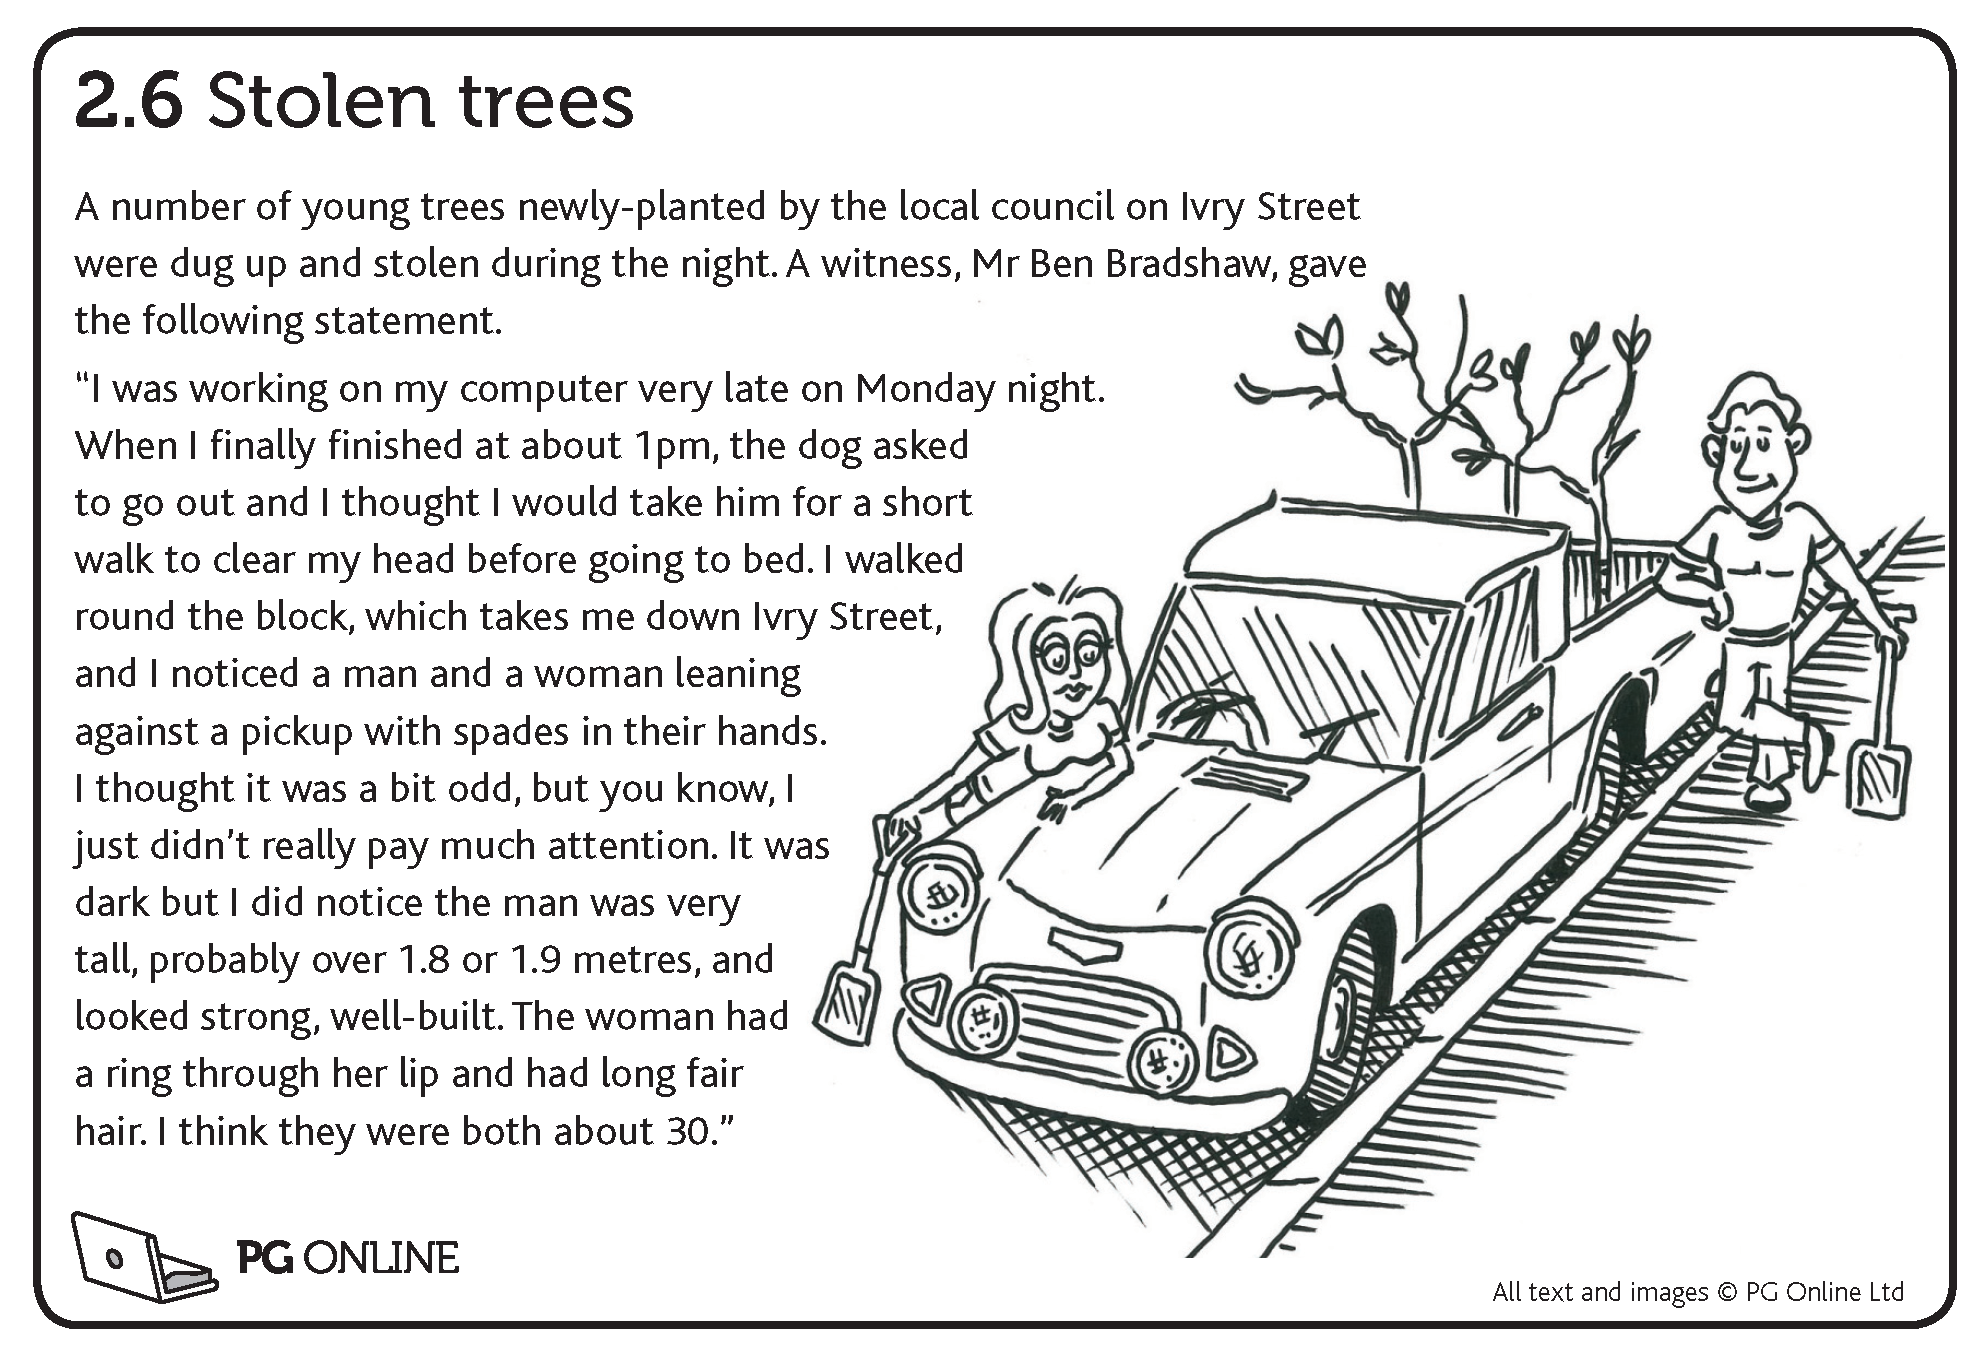 2.6 Stolen trees
A number of young trees newly-planted by the local council on Ivry Street
were dug up and stolen during the night. A witness, Mr Ben Bradshaw, gave
the following statement.
“I was working on my computer very late on Monday night.
When I finally finished at about 1pm, the dog asked
to go out and I thought I would take him for a short
walk to clear my head before going to bed. I walked
round the block, which takes me down Ivry Street,
and I noticed a man and a woman leaning
against a pickup with spades in their hands.
I thought it was a bit odd, but you know, I
just didn’t really pay much attention. It was
dark but I did notice the man was very
tall, probably over 1.8 or 1.9 metres, and
looked strong, well-built. The woman had
a ring through her lip and had long fair
hair. I think they were both about 30.”
PG ONLINE
All text and images © PG Online Ltd